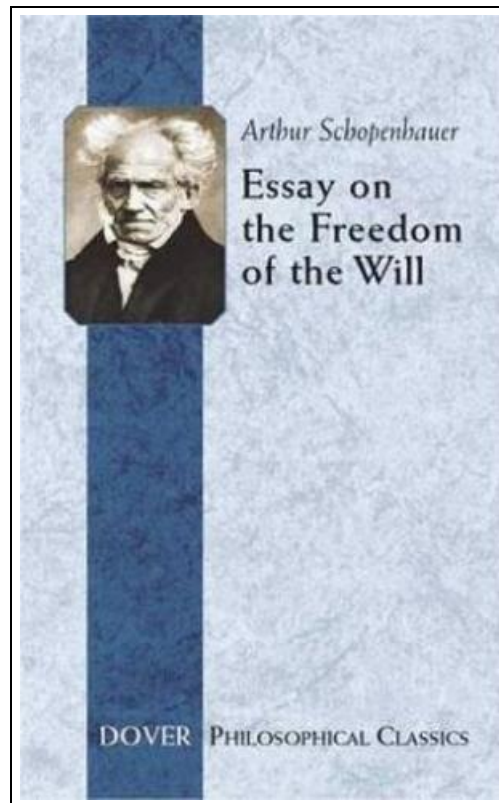 Arthur Schopenhauer
Essay on
the Freedom
of the Will
DOVER PHILOSOPHICAL CLASSICS